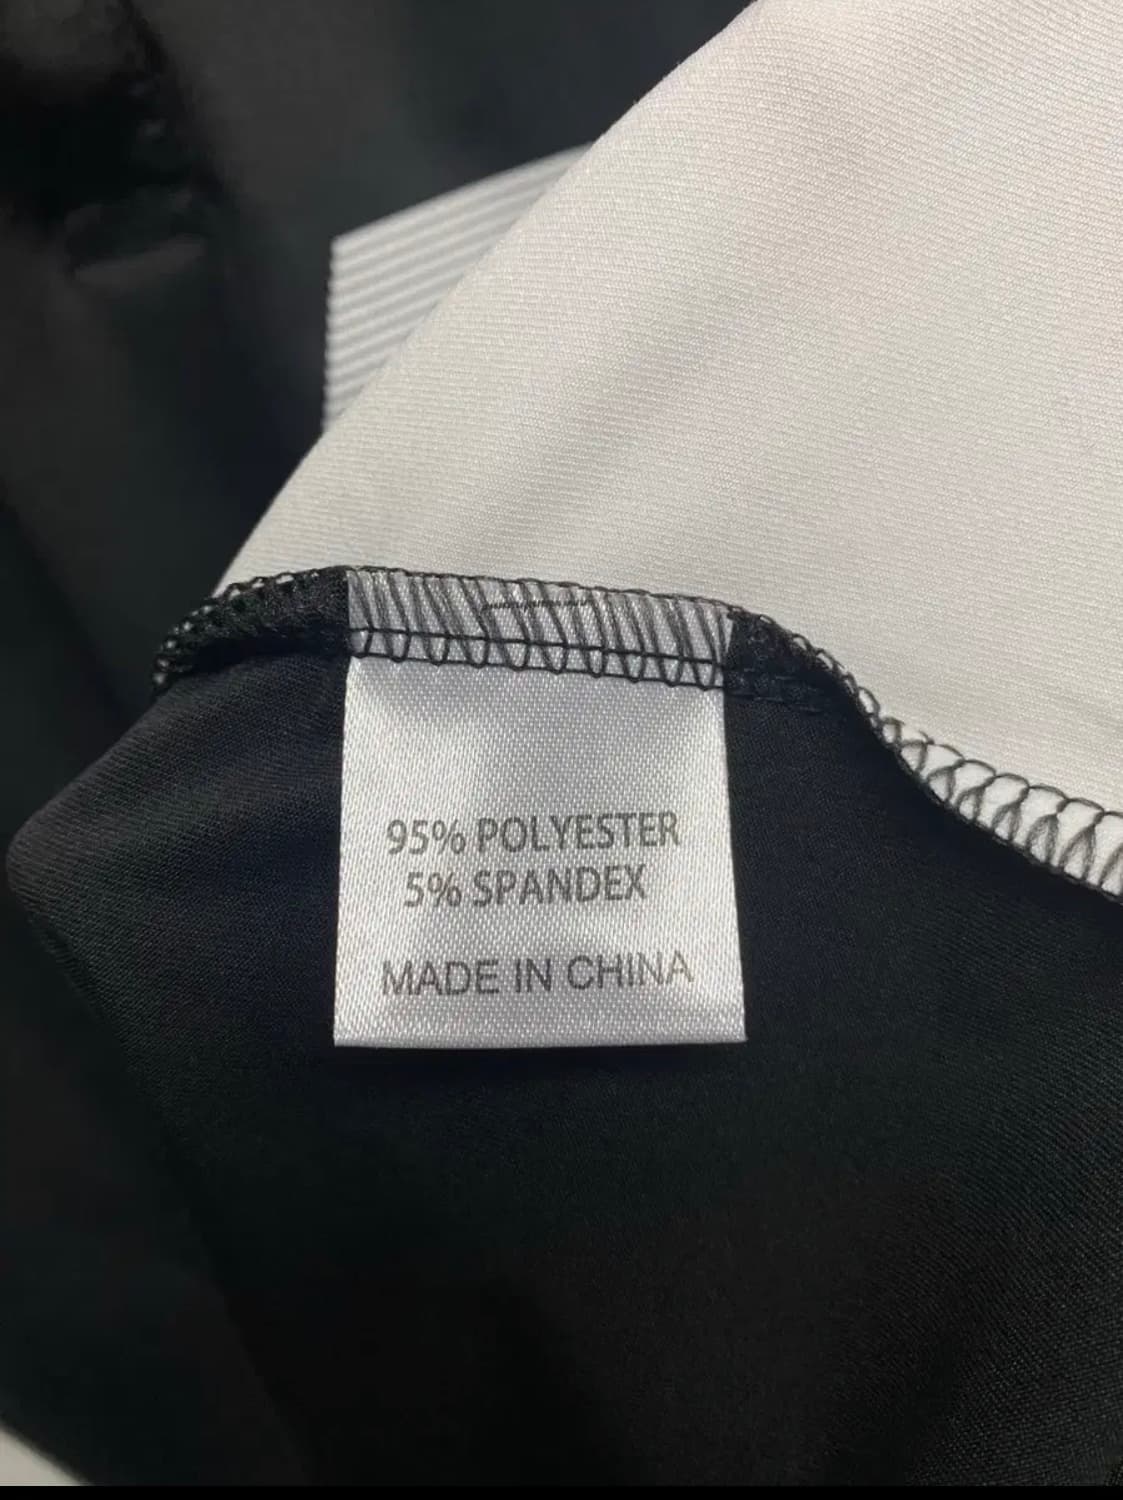 95% POLYESTER
5% SPANDEX
MADE IN CHINA